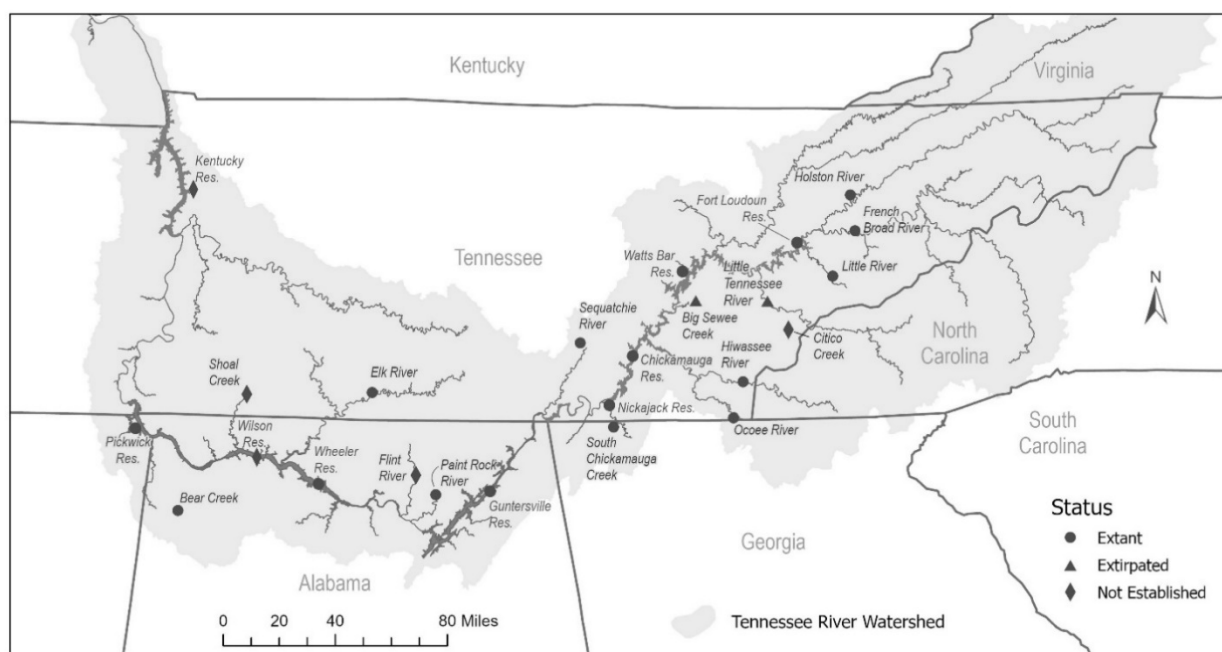 Kentucky
Virginia
Kentucky
Res.
Holston River
Fort Loudoun
Res.
French
Broad River
Tennessee
Watts Bar
Res.
Little
Tennessee
River
Little River
N
Sequatchie
River
Big Sewee
Creek
Citico
Creek
North
Carolina
Shoal
Creek
Elk River
Hiwassee
River
Chickamauga
Res.
Nickajack Res.
Ocoee River
South
Carolina
Pickwick
Res.
Wilson
Res.
Wheeler
Res.
Flint
River
Paint Rock
River
South
Chickamauga
Creek
Bear Creek
Guntersville
Res.
Georgia
Status
Extant
Extirpated
Not Established
Alabama
0 20 40 80 Miles
Tennessee River Watershed